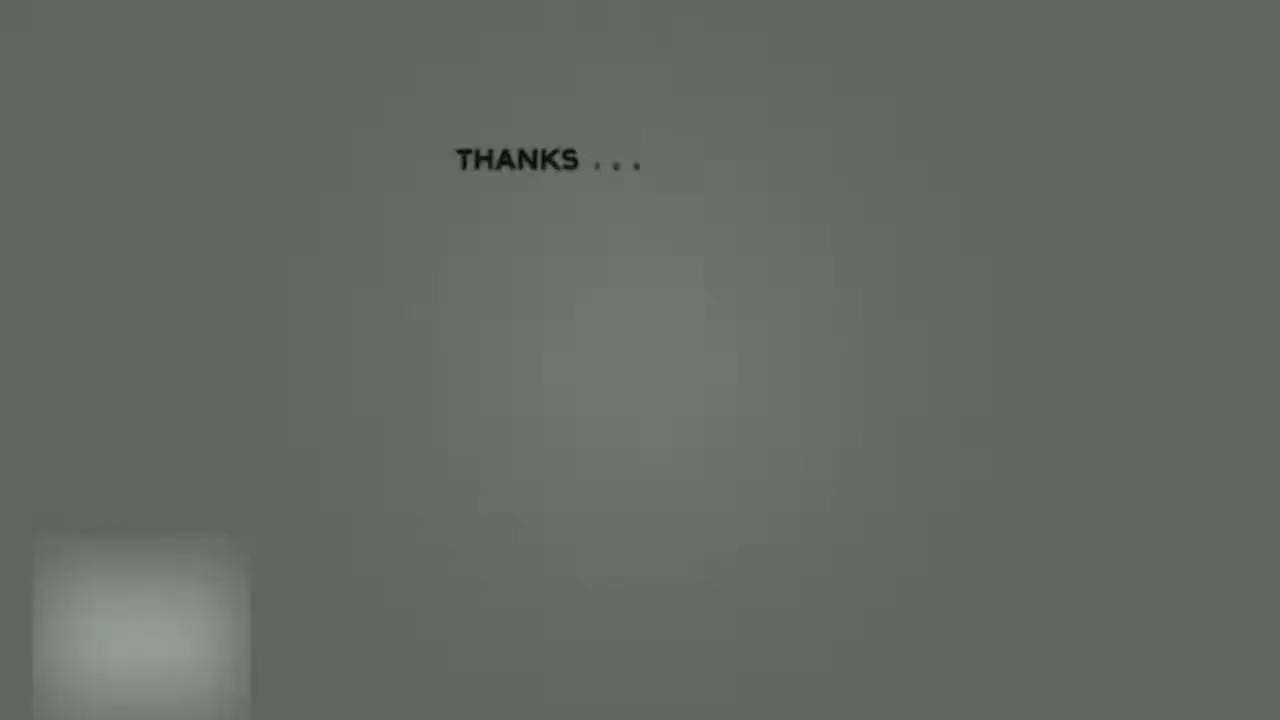 THANKS . . .